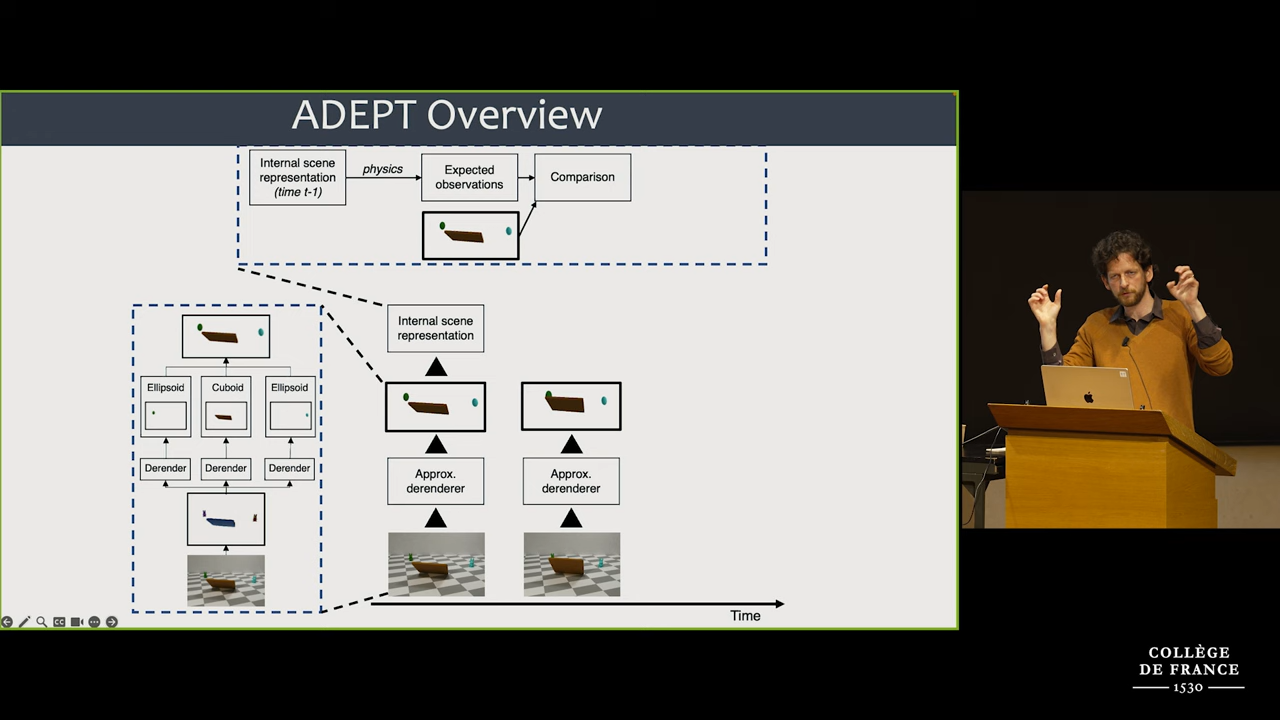 ADEPT Overview
Internal scene
representation
(time t-1)
physics
Expected
observations
Comparison
Internal scene
representation
Ellipsoid
Cuboid
Ellipsoid
Derender
Derender
Derender
Approx.
derenderer
Approx.
derenderer
Time
CC
COLLÈGE
DE FRANCE
1530